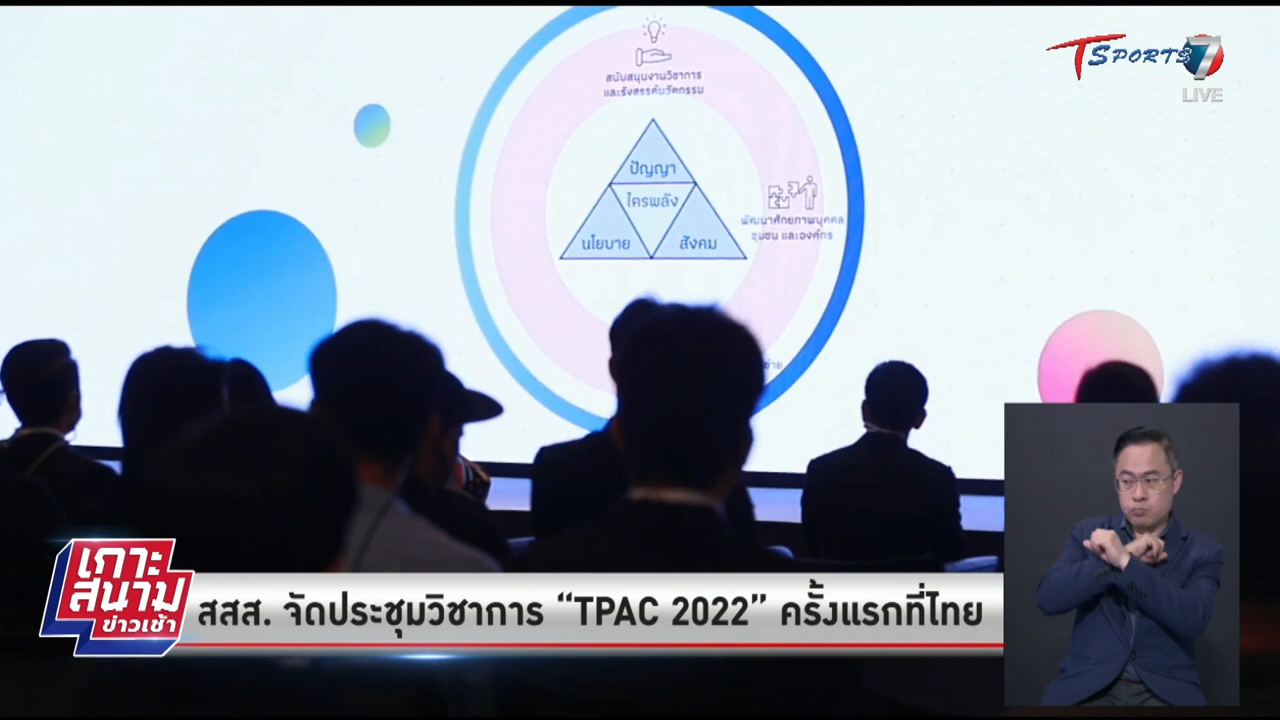 TSPORTS 7
LIVE
สนับสนุนงานวิชาการ
และรังสรรค์นวัตกรรม
ปัญญา
ไตรพลัง
นโยบาย
สังคม
พัฒนาศักยภาพบุคคล
ชุมชน และองค์กร
เกาะ
สนาม
ข่าวเช้า
สสส. จัดประชุมวิชาการ “TPAC 2022” ครั้งแรกที่ไทย